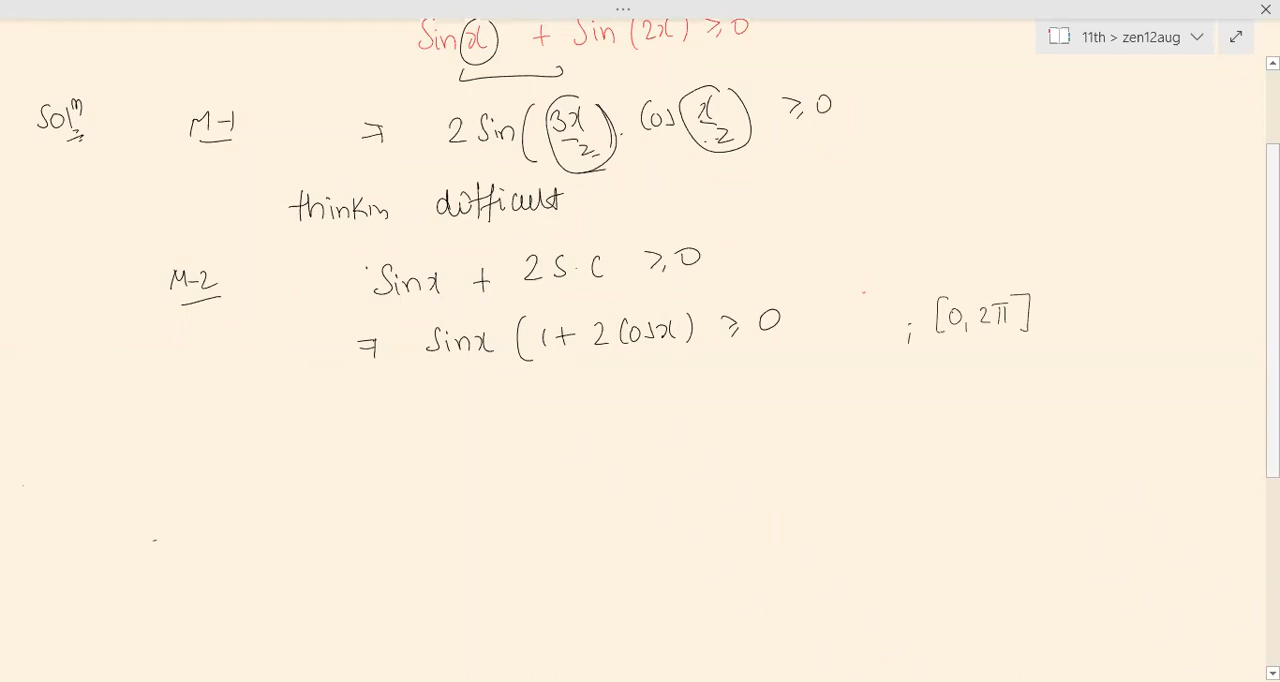 ...
11th > zen12aug
Sin(x) + Sin(2x) ≥ 0
Solⁿ M-1 ⇒ 2 Sin(3x/2) . Cos(x/2) ≥ 0
thinkin difficult
M-2 Sinx + 2 S. C ≥ 0
⇒ Sinx (1 + 2 Cosx) ≥ 0 ; [0, 2π]